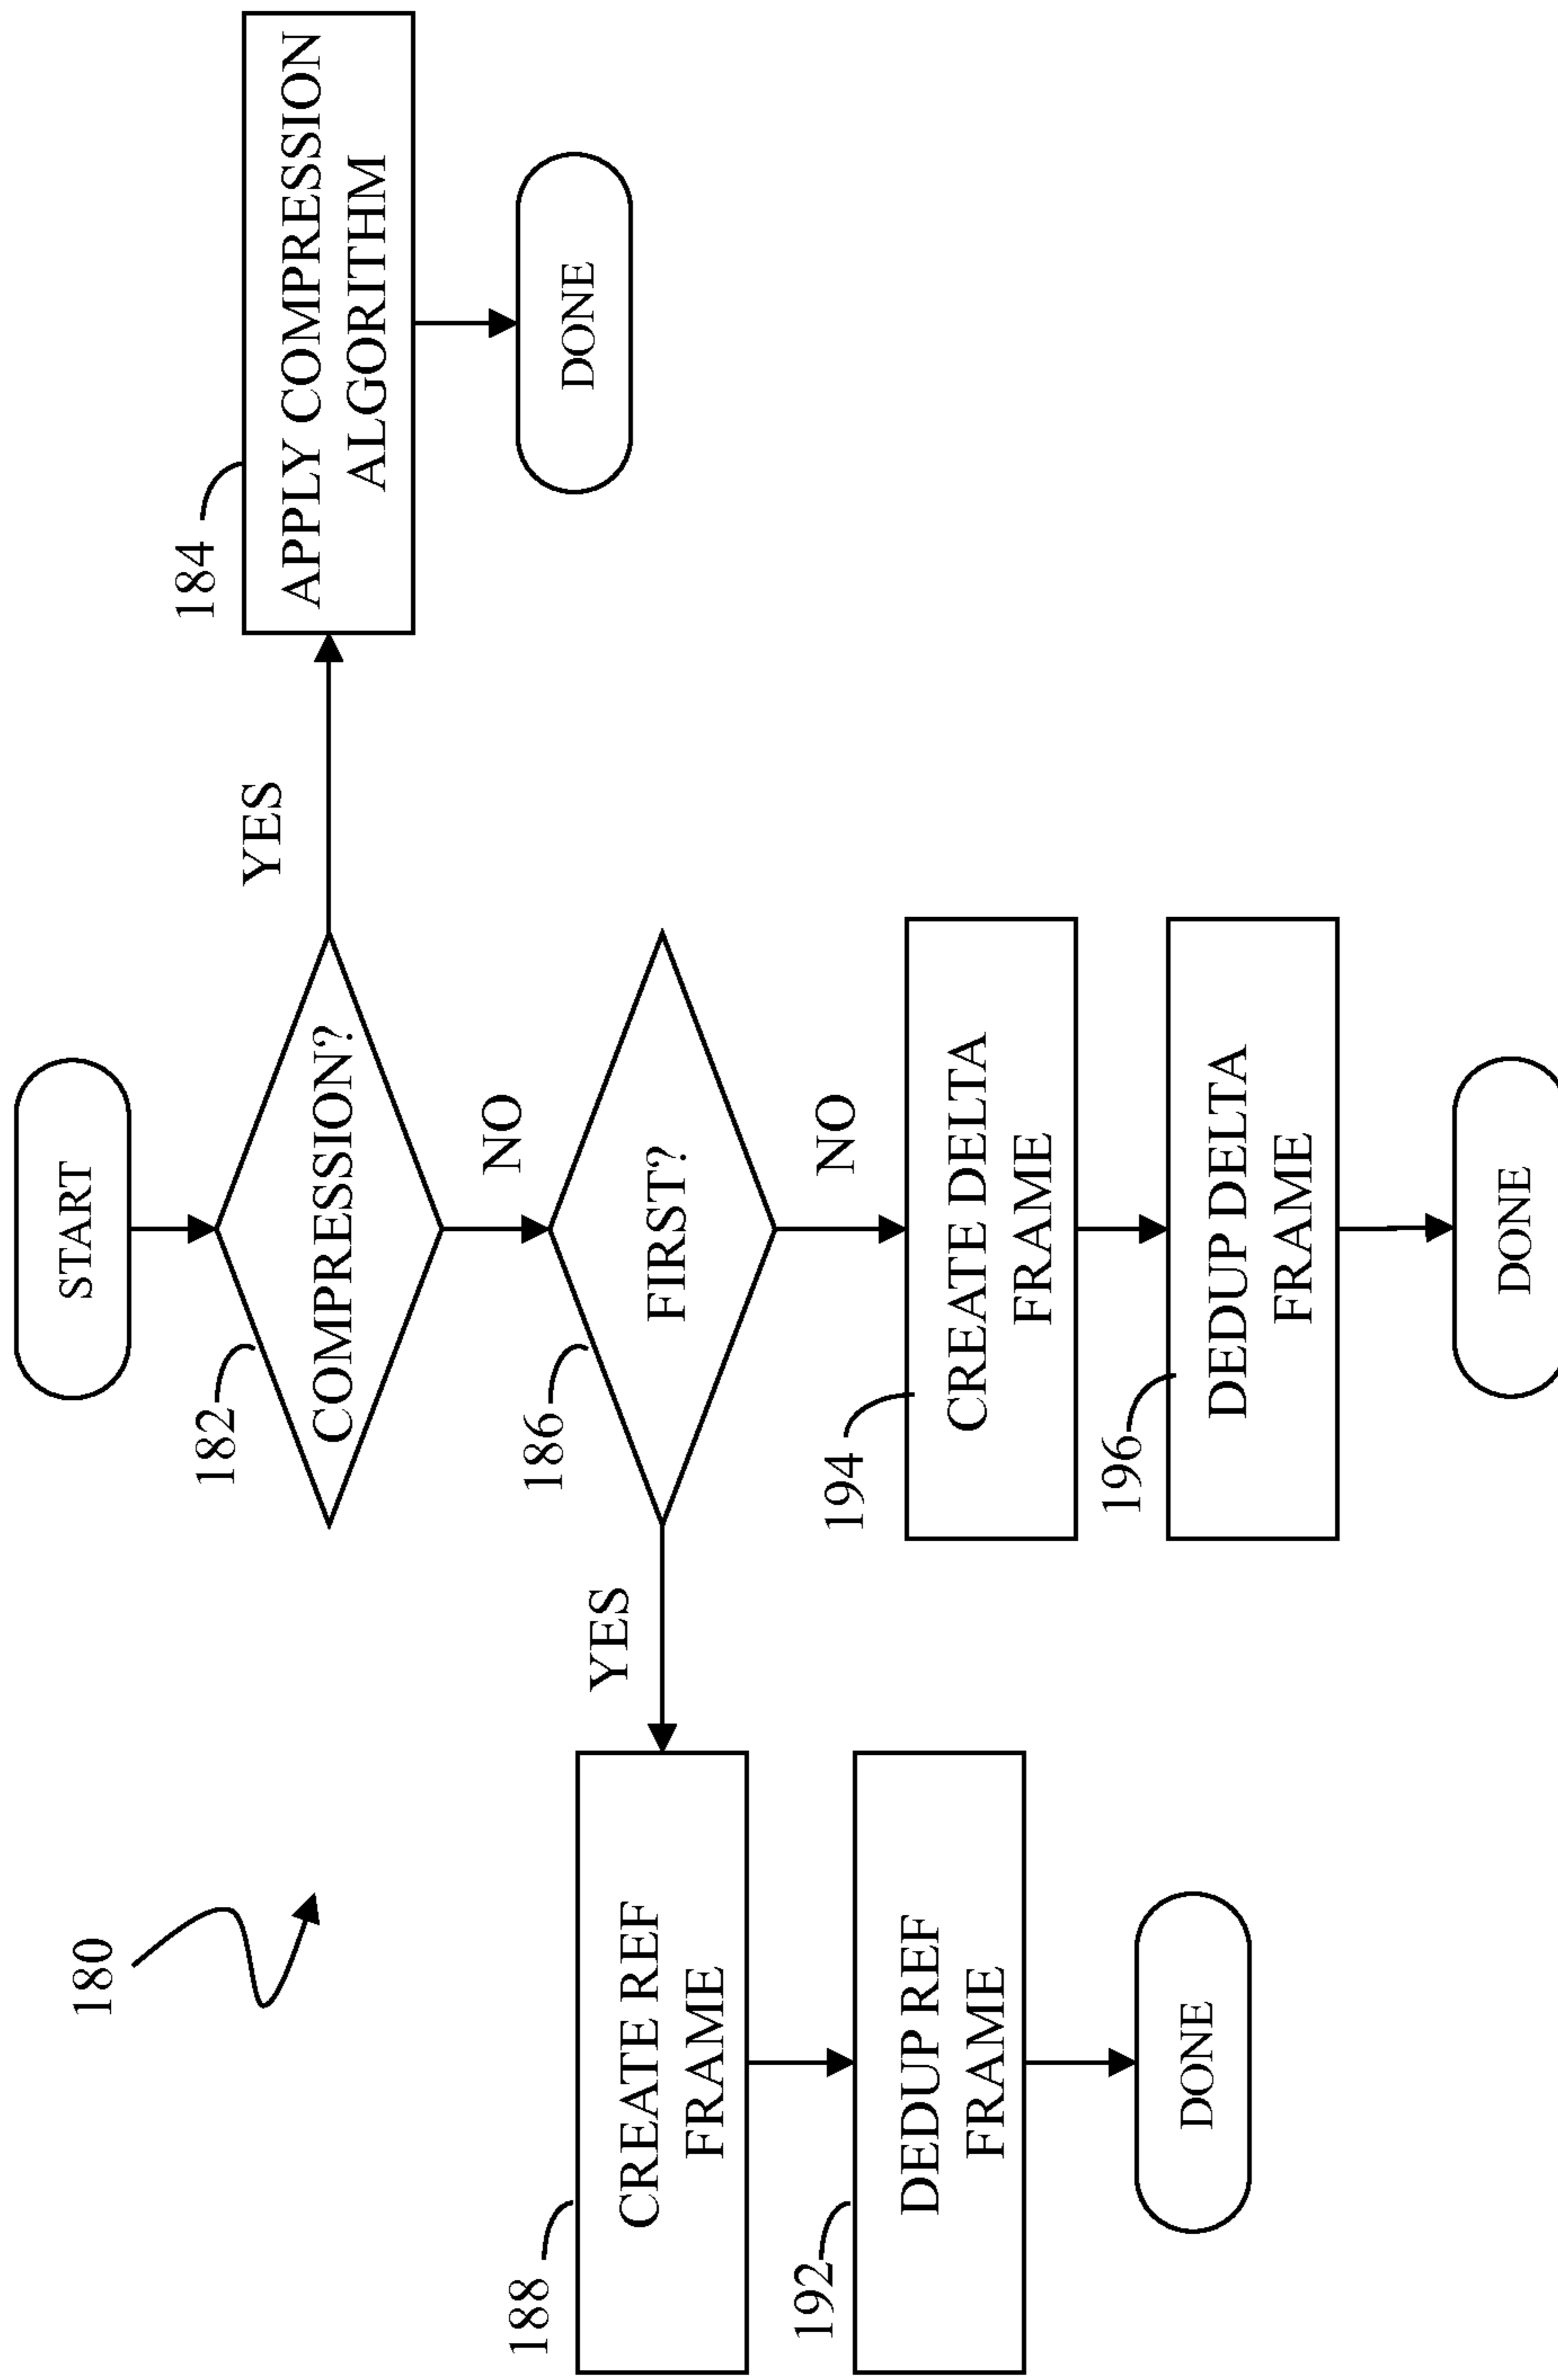 180
START
182
COMPRESSION?
YES
184
APPLY COMPRESSION
ALGORITHM
DONE
NO
186
FIRST?
YES
188
CREATE REF
FRAME
192
DEDUP REF
FRAME
DONE
NO
194
CREATE DELTA
FRAME
196
DEDUP DELTA
FRAME
DONE